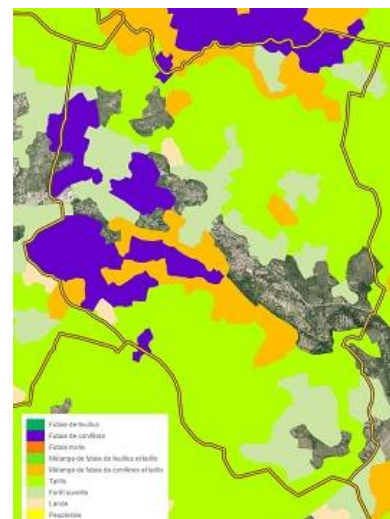 Futaie de feuillus
Futaie de conifères
Futaie mixte
Mélange de futaie de feuillus et taillis
Mélange de futaie de conifères et taillis
Taillis
Forêt ouverte
Lande
Peupleraie